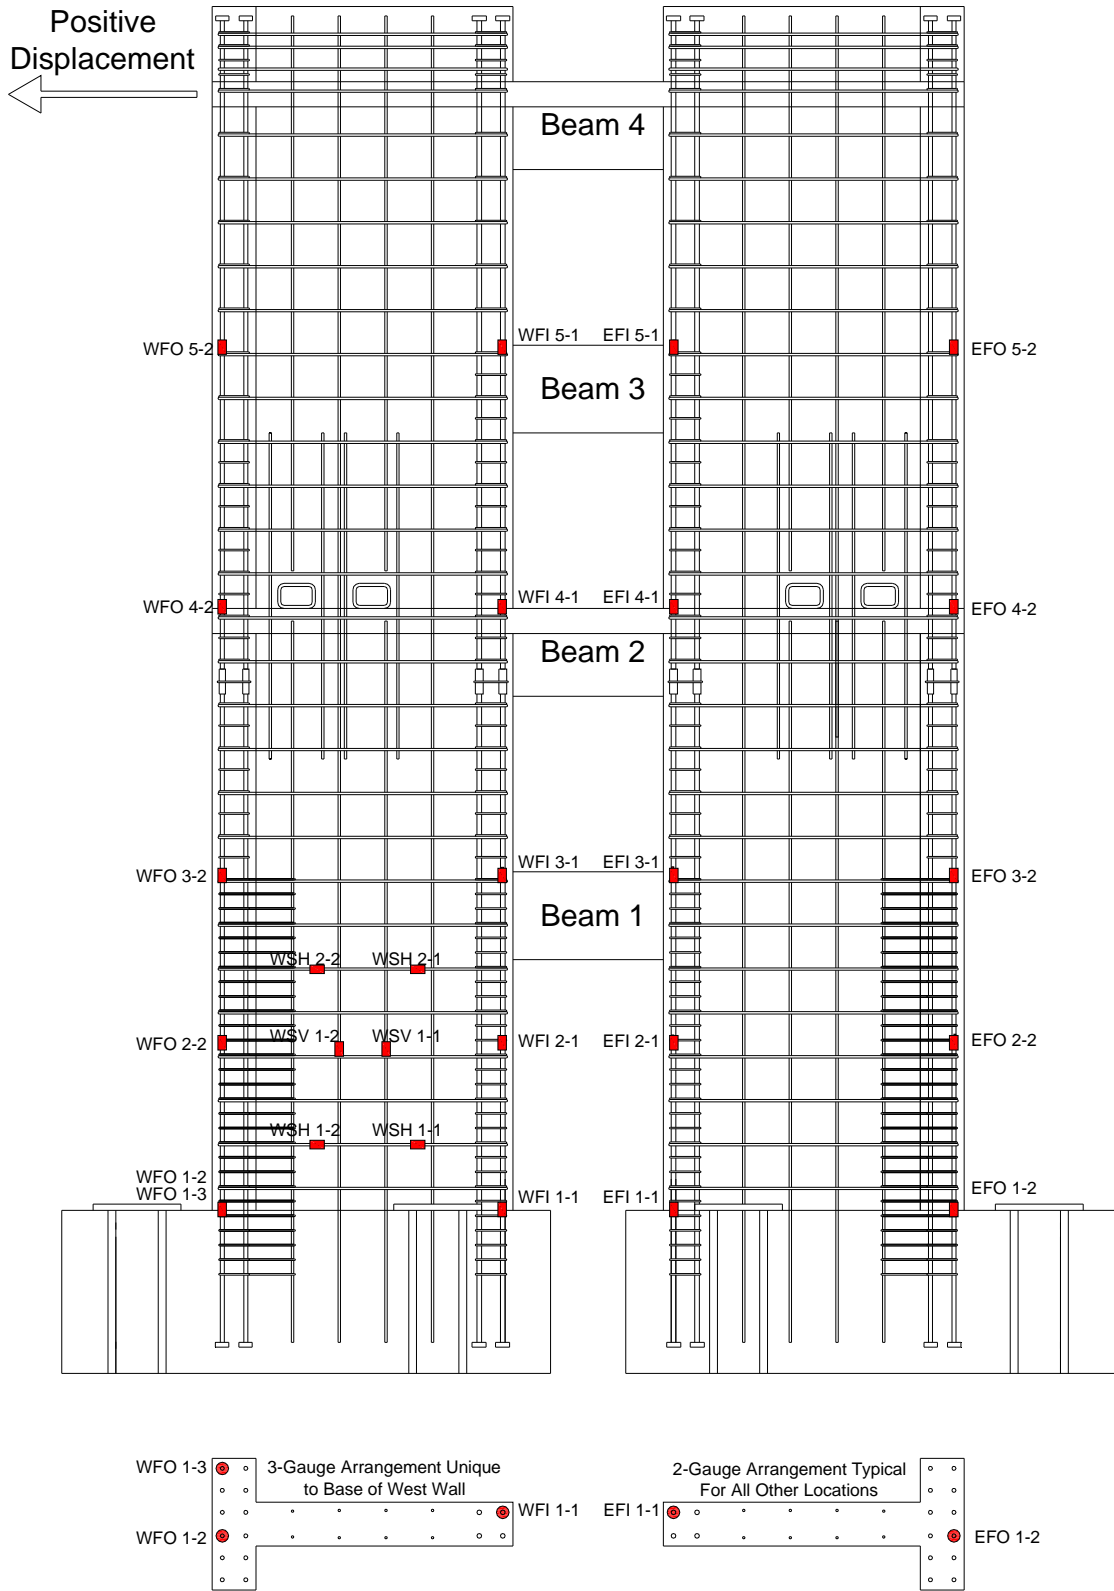 Positive
Displacement
Beam 4
WFO 5-2
WFI 5-1
EFI 5-1
EFO 5-2
Beam 3
WFO 4-2
WFI 4-1
EFI 4-1
EFO 4-2
Beam 2
WFO 3-2
WFI 3-1
EFI 3-1
EFO 3-2
Beam 1
WSH 2-2
WSH 2-1
WFO 2-2
WSV 1-2
WSV 1-1
WFI 2-1
EFI 2-1
EFO 2-2
WSH 1-2
WSH 1-1
WFO 1-2
WFO 1-3
WFI 1-1
EFI 1-1
EFO 1-2
WFO 1-3
3-Gauge Arrangement Unique
to Base of West Wall
2-Gauge Arrangement Typical
For All Other Locations
WFI 1-1
EFI 1-1
WFO 1-2
EFO 1-2